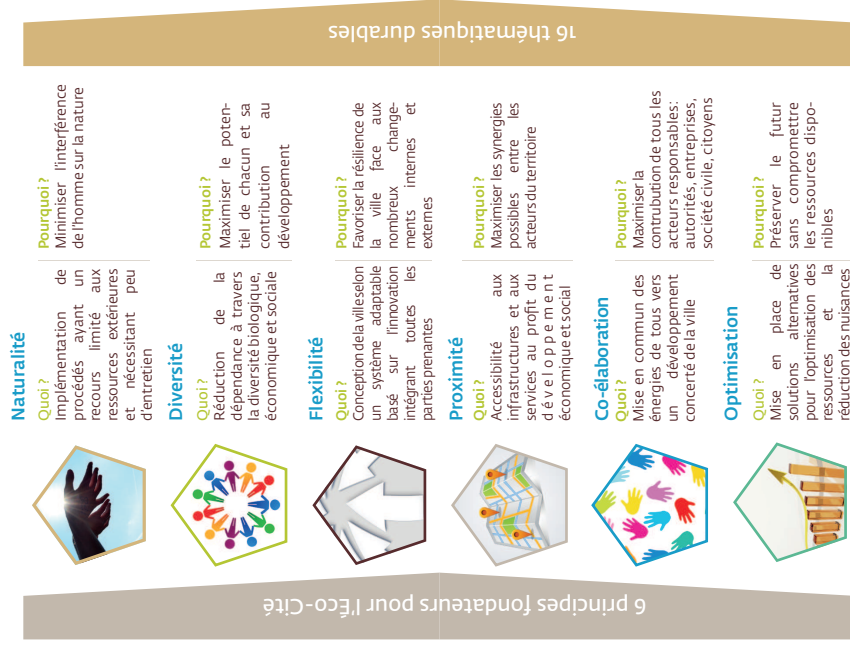 6 principes fondateurs pour l'Éco-Cité
Naturalité
Quoi ?
Implémentation de
procédés ayant un
recours limité aux
ressources extérieures
et nécessitant peu
d'entretien
Pourquoi ?
Minimiser l'interférence
de l'homme sur la nature
Diversité
Quoi ?
Réduction de la
dépendance à travers
la diversité biologique,
économique et sociale
Pourquoi ?
Maximiser le poten-
tiel de chacun et sa
contribution au
développement
Flexibilité
Quoi ?
Conception de la ville selon
un système adaptable
basé sur l'innovation
intégrant toutes les
parties prenantes
Pourquoi ?
Favoriser la résilience de
la ville face aux
nombreux change-
ments internes et
externes
Proximité
Quoi ?
Accessibilité aux
infrastructures et aux
services au profit du
développement
économique et social
Pourquoi ?
Maximiser les synergies
possibles entre les
acteurs du territoire
Co-élaboration
Quoi ?
Mise en commun des
énergies de tous vers
un développement
concerté de la ville
Pourquoi ?
Maximiser la
contrubution de tous les
acteurs responsables:
autorités, entreprises,
société civile, citoyens
Optimisation
Quoi ?
Mise en place de
solutions alternatives
pour l'optimisation des
ressources et la
réduction des nuisances
Pourquoi ?
Préserver le futur
sans compromettre
les ressources dispo-
nibles
16 thématiques durables